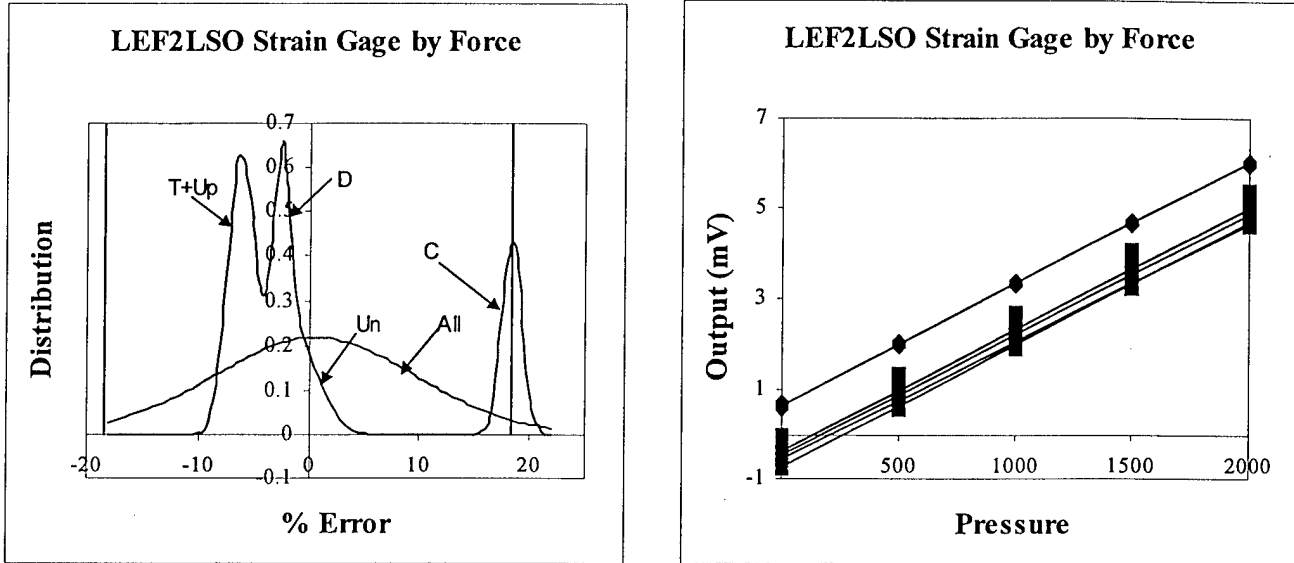 LEF2LSO Strain Gage by Force
0.7
0.6
0.5
0.4
0.3
0.2
0.1
0
-0.1
-20
-10
0
10
20
T+Up
D
C
Un
All
Distribution
% Error
LEF2LSO Strain Gage by Force
7
5
3
1
-1
500
1000
1500
2000
Output (mV)
Pressure